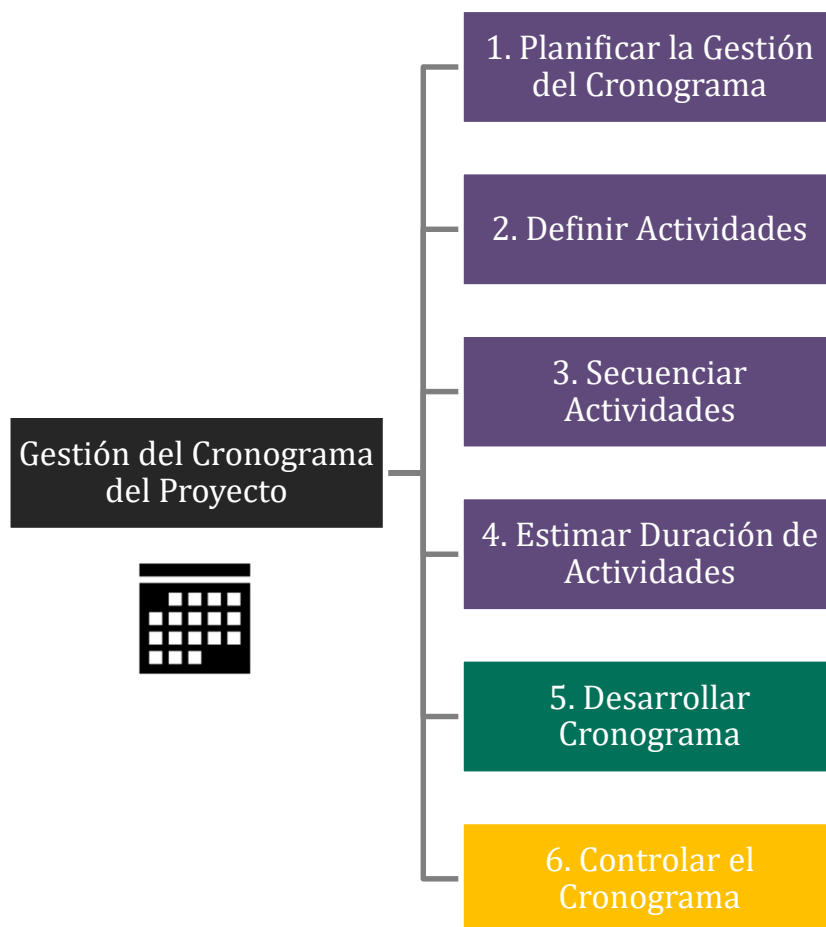 1. Planificar la Gestión
del Cronograma
2. Definir Actividades
3. Secuenciar
Actividades
Gestión del Cronograma
del Proyecto
4. Estimar Duración de
Actividades
5. Desarrollar
Cronograma
6. Controlar el
Cronograma